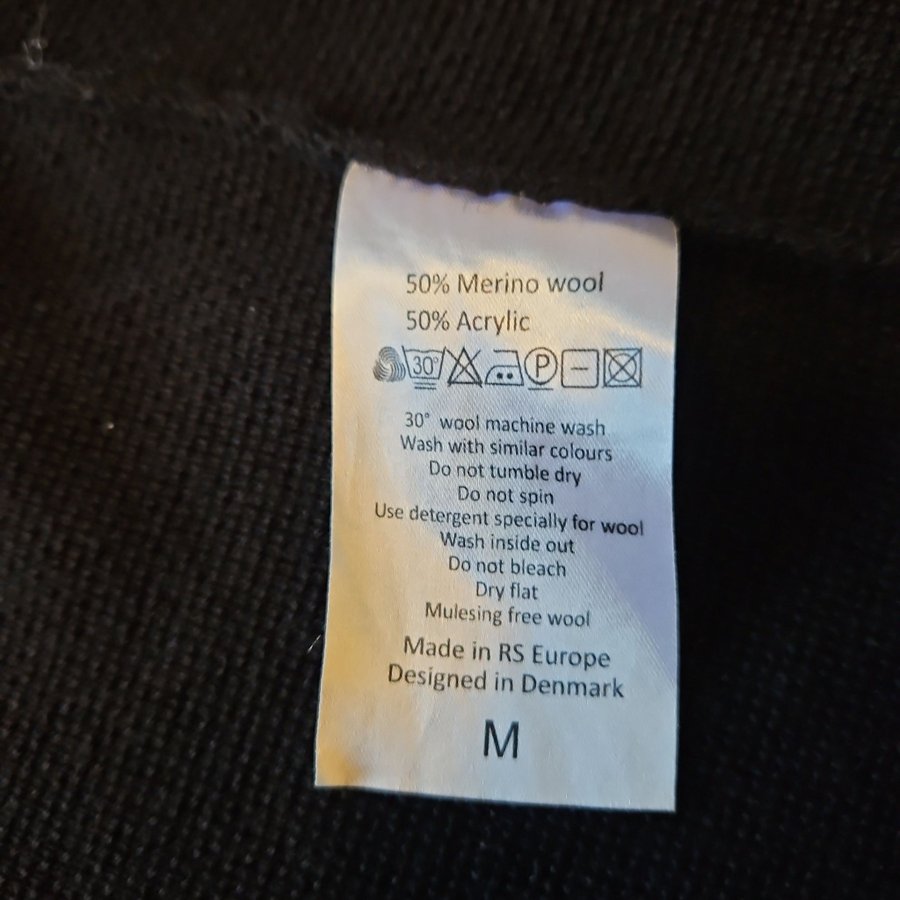 50% Merino wool
50% Acrylic
30° P
30° wool machine wash
Wash with similar colours
Do not tumble dry
Do not spin
Use detergent specially for wool
Wash inside out
Do not bleach
Dry flat
Mulesing free wool
Made in RS Europe
Designed in Denmark
M